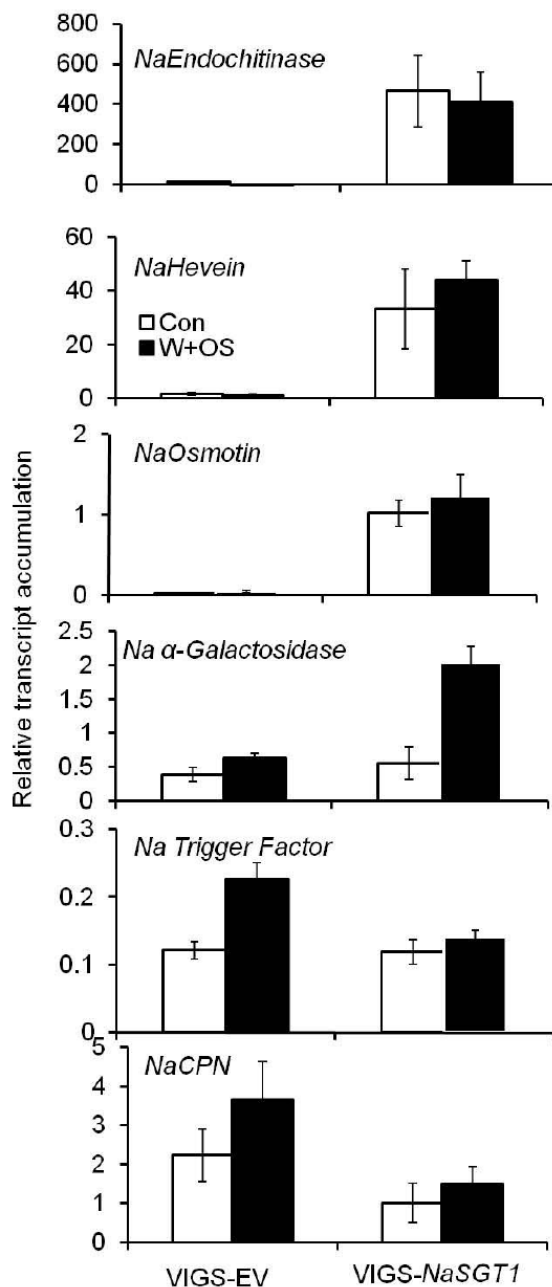 Relative transcript accumulation
800
600
400
200
0
NaEndochitinase
60
40
20
0
NaHevein
Con
W+OS
2
1
0
NaOsmotin
2.5
2
1.5
1
0.5
0
Na α-Galactosidase
0.3
0.2
0.1
0
Na Trigger Factor
5
4
3
2
1
0
NaCPN
VIGS-EV
VIGS-NaSGT1